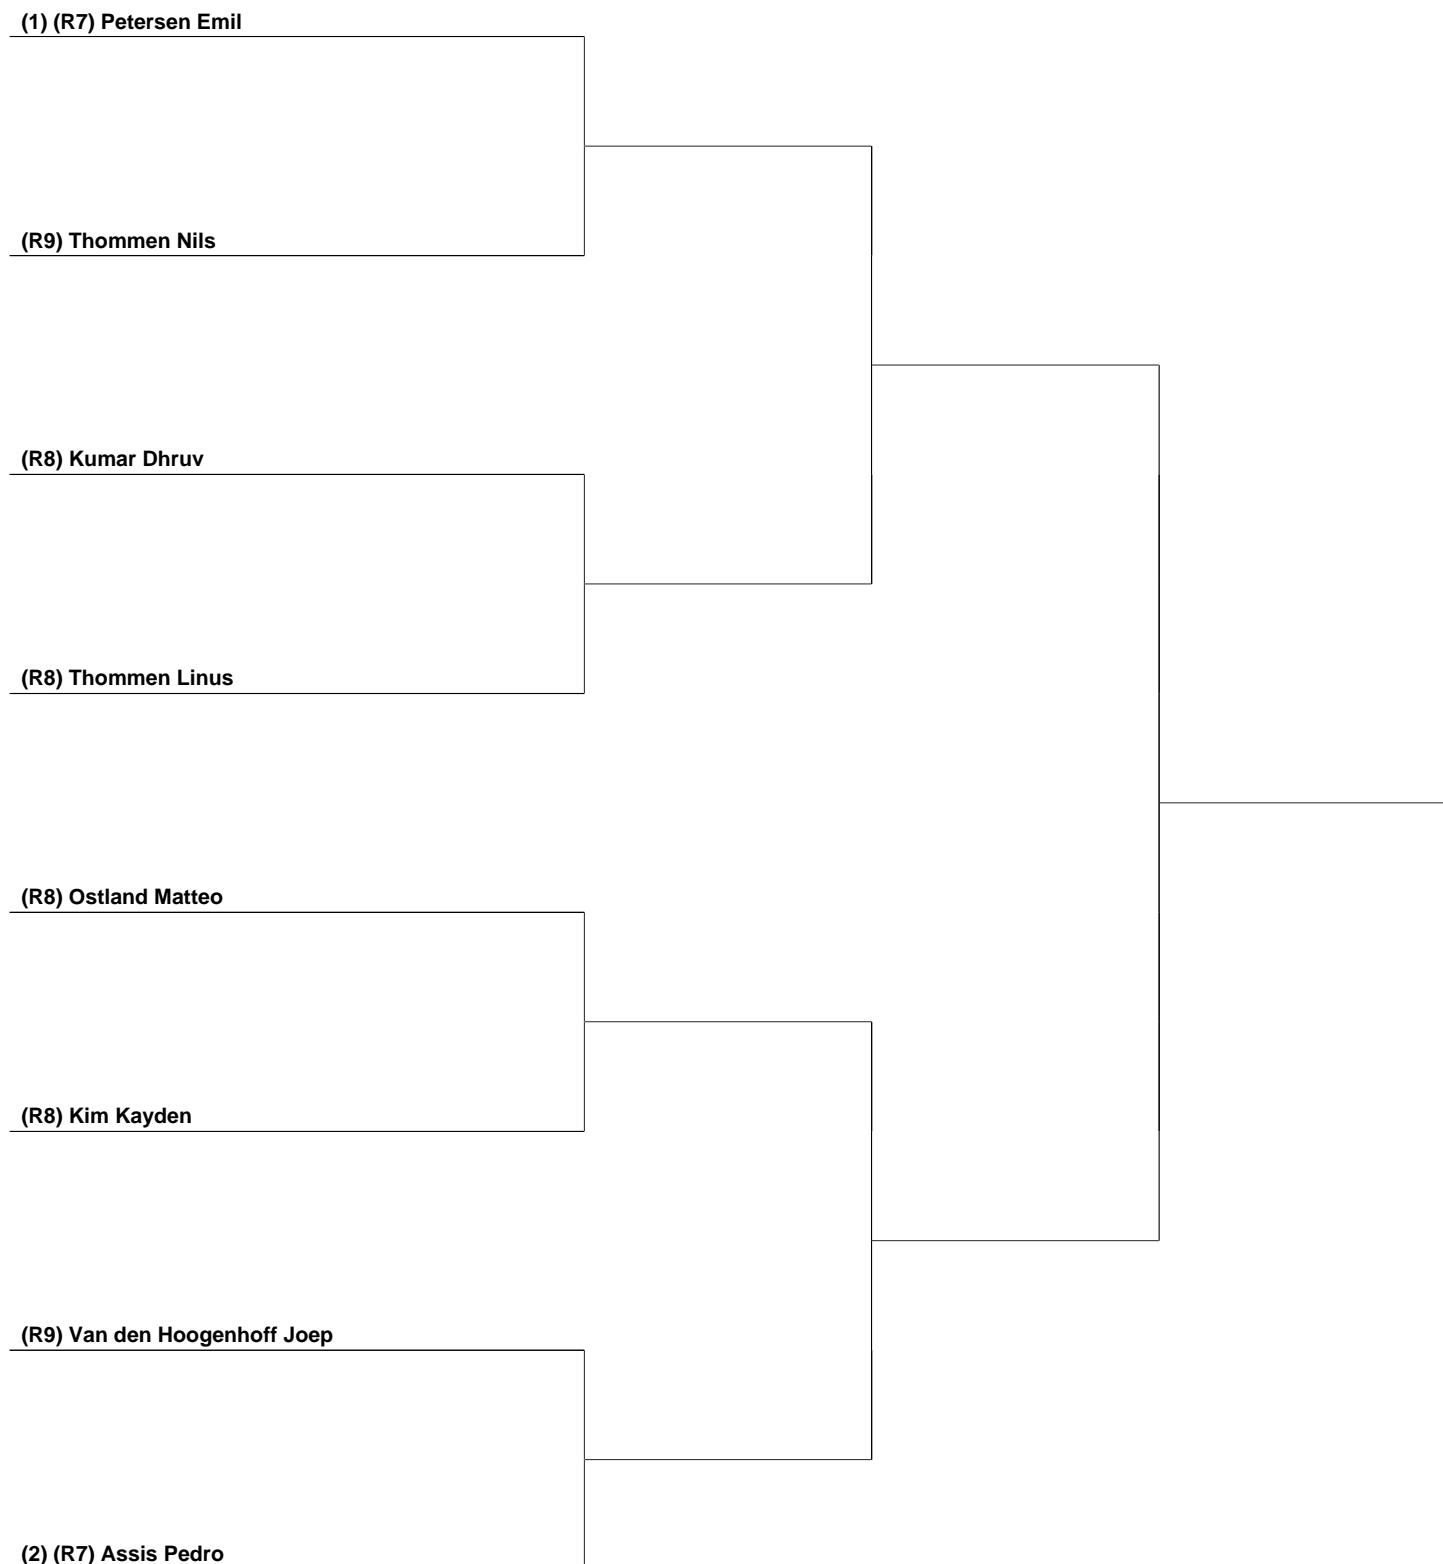 (1) (R7) Petersen Emil
(R9) Thommen Nils
(R8) Kumar Dhruv
(R8) Thommen Linus
(R8) Ostland Matteo
(R8) Kim Kayden
(R9) Van den Hoogenhoff Joep
(2) (R7) Assis Pedro